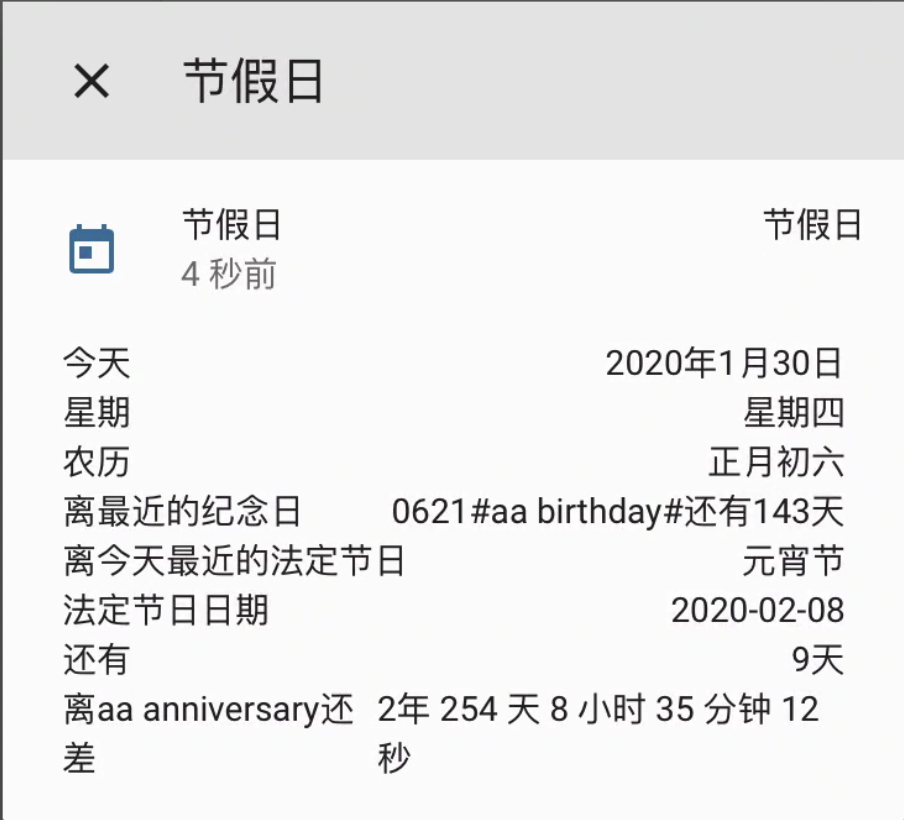 节假日
节假日 节假日
4 秒前
今天 2020年1月30日
星期 星期四
农历 正月初六
离最近的纪念日 0621#aa birthday#还有143天
离今天最近的法定节日 元宵节
法定节日日期 2020-02-08
还有 9天
离aa anniversary还 2年 254 天 8 小时 35 分钟 12
差 秒